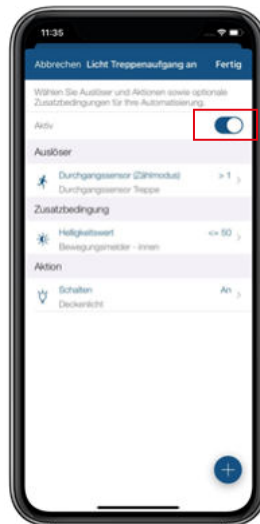 11:35
Abbrechen Licht Treppenaufgang an Fertig
Wählen Sie Auslöser und Aktionen sowie optionale
Zusatzbedingungen für Ihre Automatisierung.
Aktiv
Auslöser
Durchgangssensor (Zählmodus) > 1
Durchgangssensor Treppe
Zusatzbedingung
Helligkeitswert <= 50
Bewegungsmelder - innen
Aktion
Schalten An
Deckenlicht